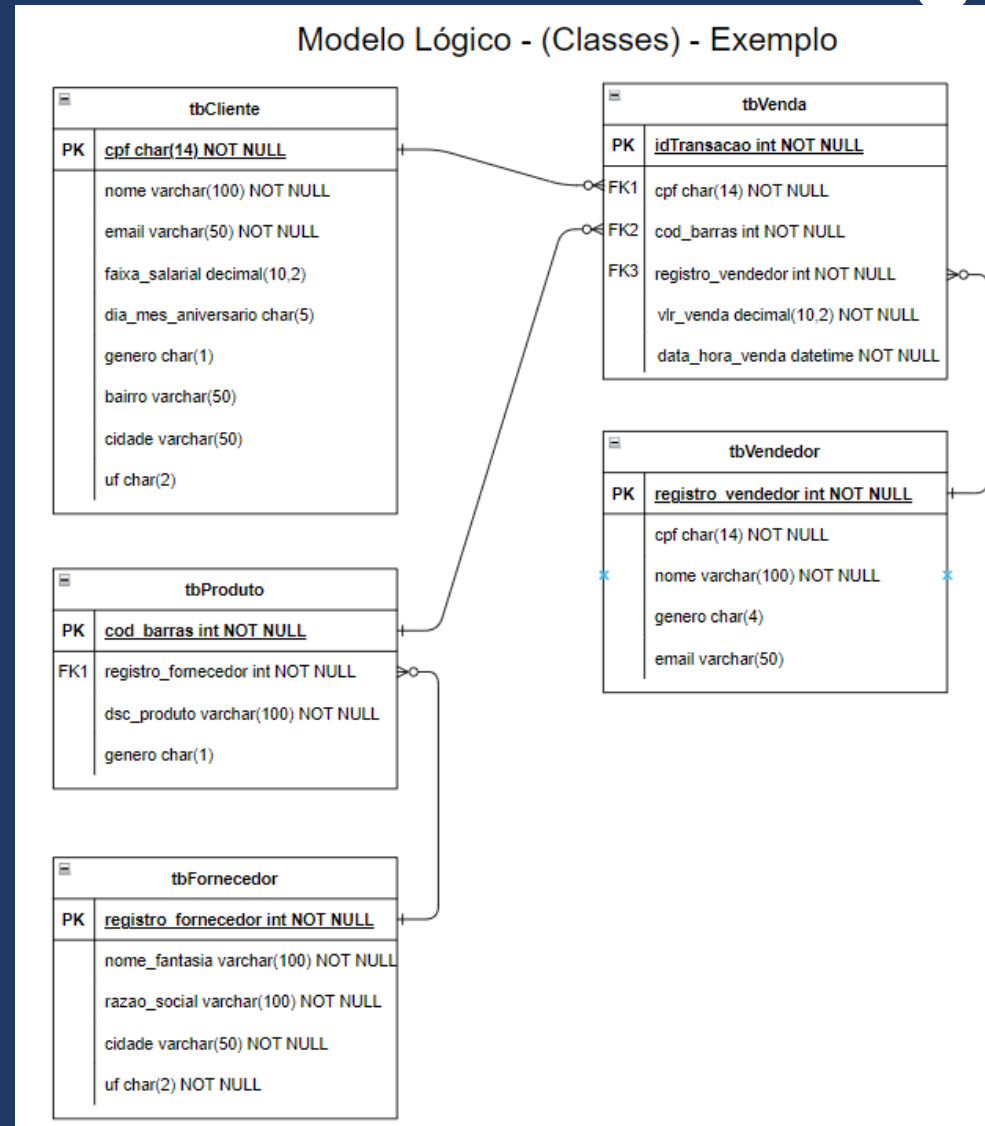 Modelo Lógico - (Classes) - Exemplo
tbCliente
PK cpf char(14) NOT NULL
nome varchar(100) NOT NULL
email varchar(50) NOT NULL
faixa_salarial decimal(10,2)
dia_mes_aniversario char(5)
genero char(1)
bairro varchar(50)
cidade varchar(50)
uf char(2)
tbVenda
PK idTransacao int NOT NULL
FK1 cpf char(14) NOT NULL
FK2 cod_barras int NOT NULL
FK3 registro_vendedor int NOT NULL
vlr_venda decimal(10,2) NOT NULL
data_hora_venda datetime NOT NULL
tbVendedor
PK registro_vendedor int NOT NULL
cpf char(14) NOT NULL
nome varchar(100) NOT NULL
genero char(4)
email varchar(50)
tbProduto
PK cod_barras int NOT NULL
FK1 registro_fornecedor int NOT NULL
dsc_produto varchar(100) NOT NULL
genero char(1)
tbFornecedor
PK registro_fornecedor int NOT NULL
nome_fantasia varchar(100) NOT NULL
razao_social varchar(100) NOT NULL
cidade varchar(50) NOT NULL
uf char(2) NOT NULL